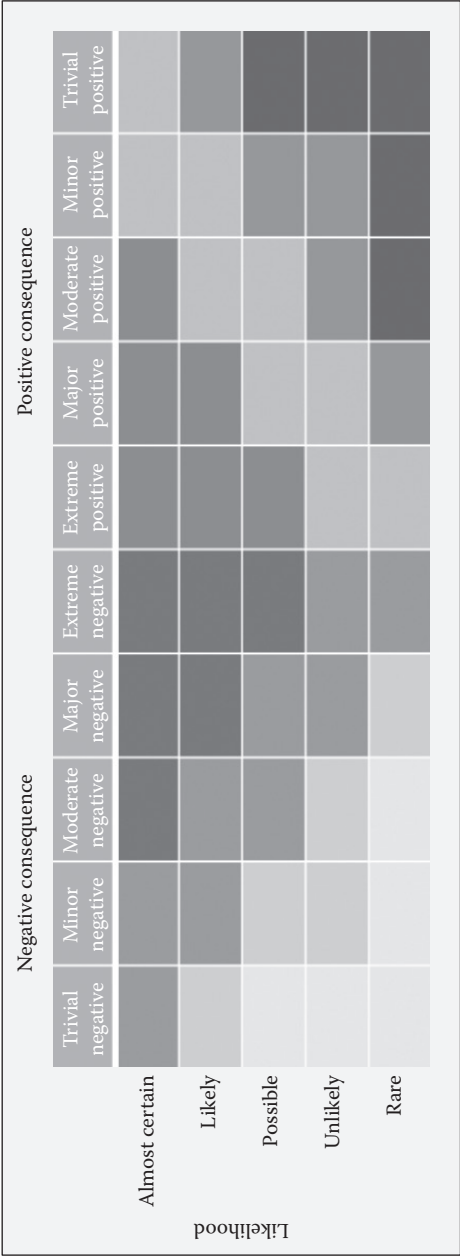 Negative consequence
Positive consequence
Trivial
negative
Minor
negative
Moderate
negative
Major
negative
Extreme
negative
Extreme
positive
Major
positive
Moderate
positive
Minor
positive
Trivial
positive
Likelihood
Almost certain
Likely
Possible
Unlikely
Rare